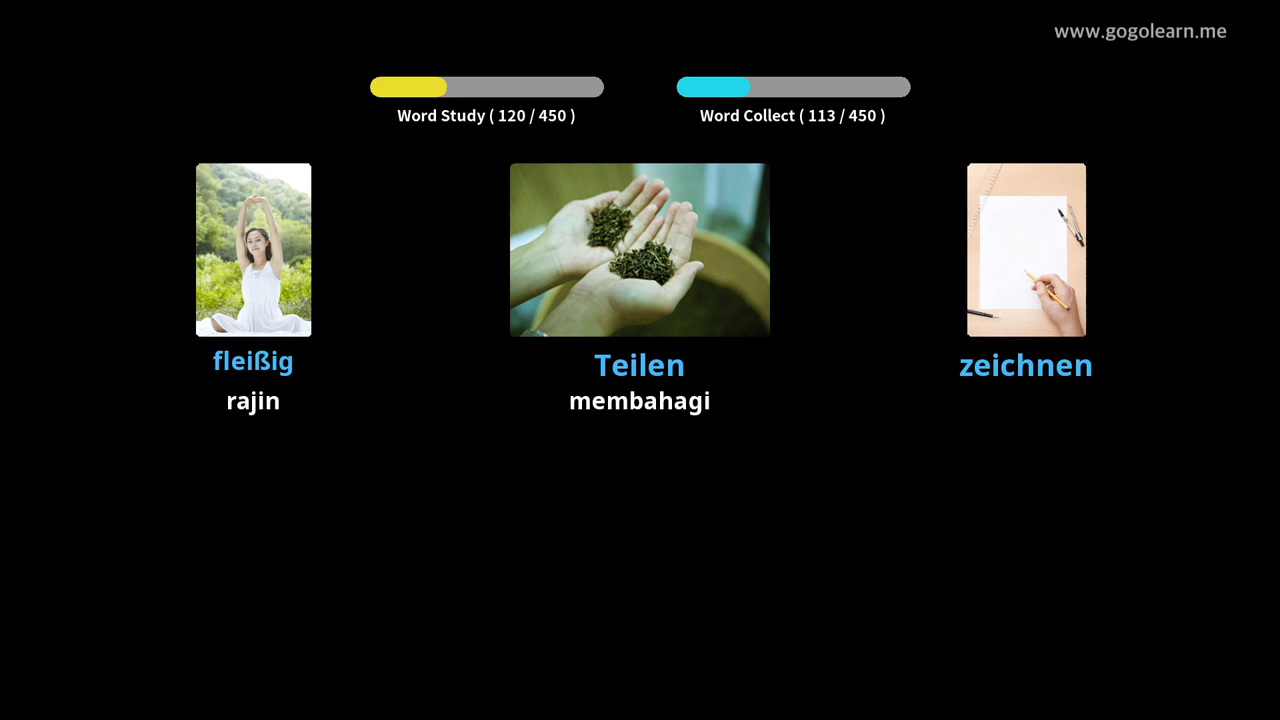 www.gogolearn.me
Word Study ( 120 / 450 )
Word Collect ( 113 / 450 )
fleißig
Teilen
zeichnen
rajin
membahagi